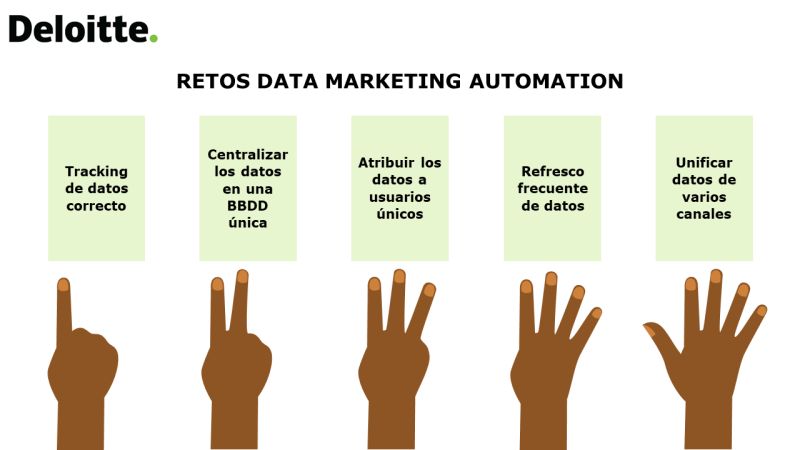 Deloitte.
RETOS DATA MARKETING AUTOMATION
Tracking
de datos
correcto
Centralizar
los datos
en una
BBDD
única
Atribuir los
datos a
usuarios
únicos
Refresco
frecuente
de datos
Unificar
datos de
varios
canales